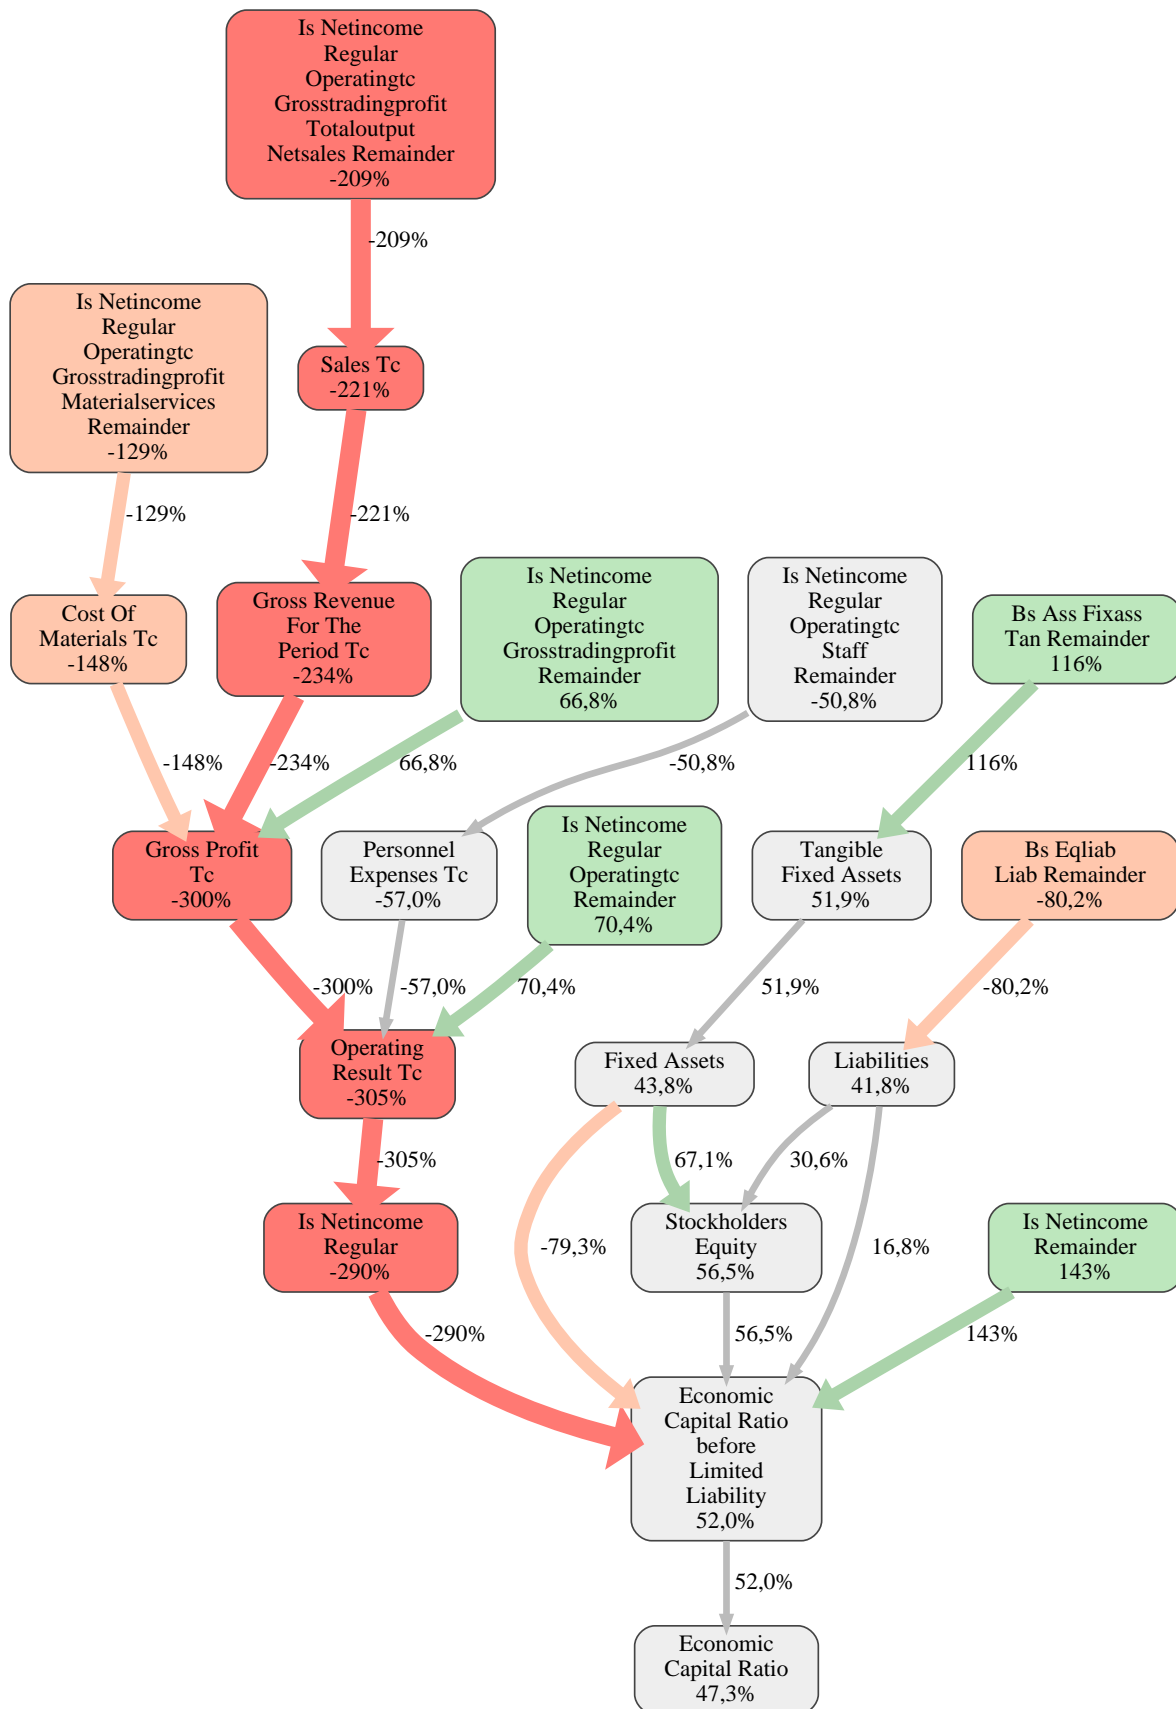 Is Netincome
Regular
Operatingtc
Grosstradingprofit
Totaloutput
Netsales Remainder
-209%
-209%
Is Netincome
Regular
Operatingtc
Grosstradingprofit
Materialservices
Remainder
-129%
Sales Tc
-221%
-129%
-221%
Cost Of
Materials Tc
-148%
Gross Revenue
For The
Period Tc
-234%
Is Netincome
Regular
Operatingtc
Grosstradingprofit
Remainder
66,8%
Is Netincome
Regular
Operatingtc
Staff
Remainder
-50,8%
Bs Ass Fixass
Tan Remainder
116%
-148%
-234%
66,8%
-50,8%
116%
Gross Profit
Tc
-300%
Personnel
Expenses Tc
-57,0%
Is Netincome
Regular
Operatingtc
Remainder
70,4%
Tangible
Fixed Assets
51,9%
Bs Eqliab
Liab Remainder
-80,2%
-300%
-57,0%
70,4%
51,9%
-80,2%
Operating
Result Tc
-305%
Fixed Assets
43,8%
Liabilities
41,8%
-305%
67,1%
30,6%
Is Netincome
Regular
-290%
-79,3%
Stockholders
Equity
56,5%
16,8%
Is Netincome
Remainder
143%
-290%
56,5%
143%
Economic
Capital Ratio
before
Limited
Liability
52,0%
52,0%
Economic
Capital Ratio
47,3%